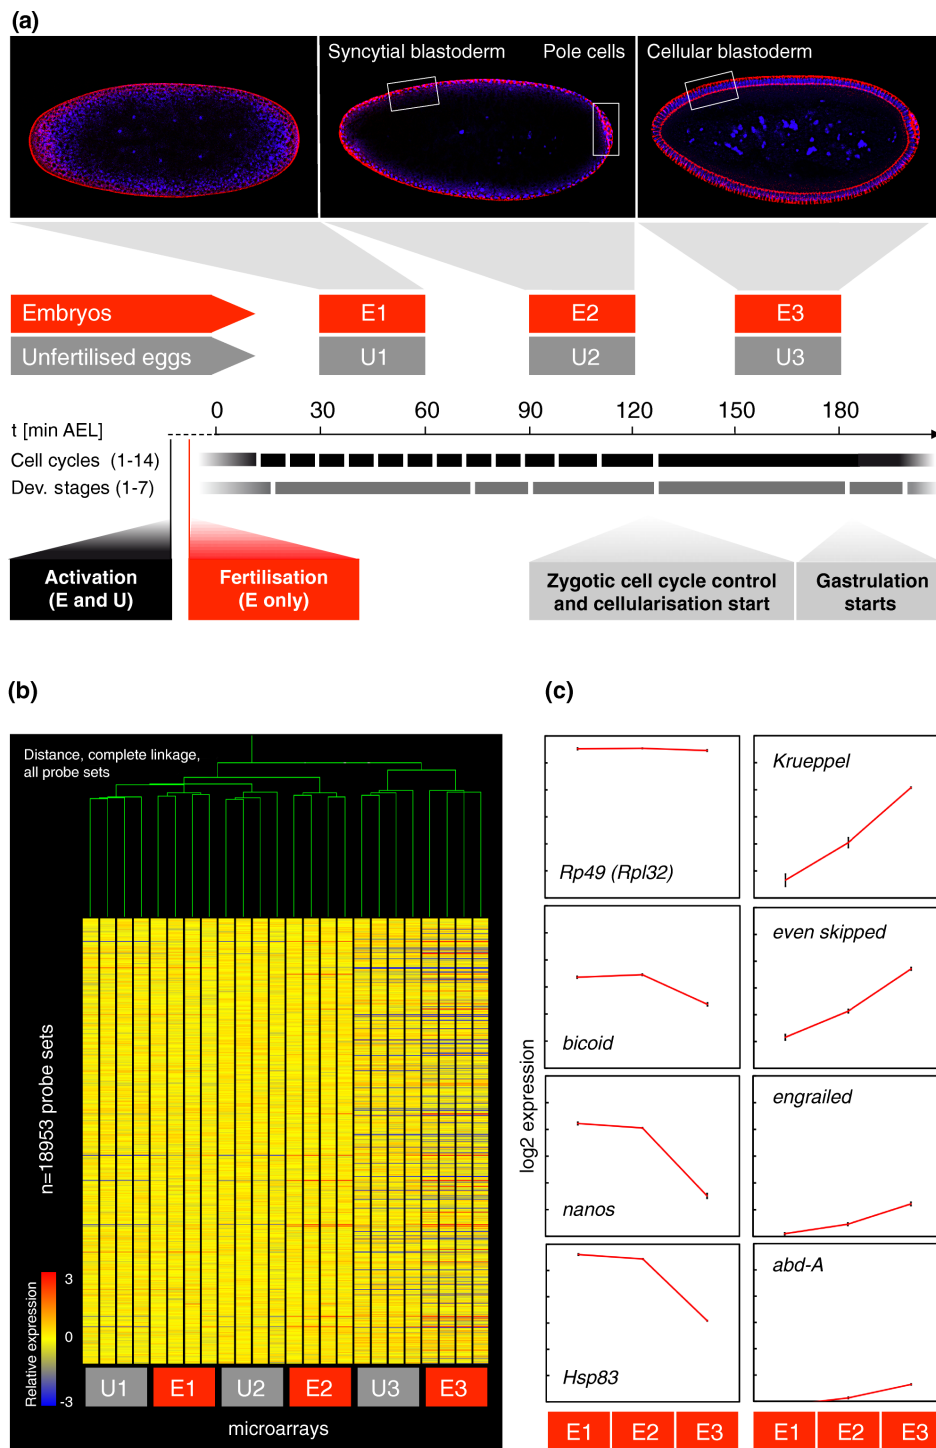 (a)
Syncytial blastoderm
Pole cells
Cellular blastoderm
Embryos
E1
E2
E3
Unfertilised eggs
U1
U2
U3
0 30 60 90 120 150 180
t [min AEL]
Cell cycles (1-14)
Dev. stages (1-7)
Activation
(E and U)
Fertilisation
(E only)
Zygotic cell cycle control
and cellularisation start
Gastrulation
starts
(b)
Distance, complete linkage,
all probe sets
n=18953 probe sets
Relative expression
3
0
-3
U1 E1 U2 E2 U3 E3
microarrays
(c)
log2 expression
Rp49 (Rpl32)
Krueppel
bicoid
even skipped
nanos
engrailed
Hsp83
abd-A
E1 E2 E3 E1 E2 E3